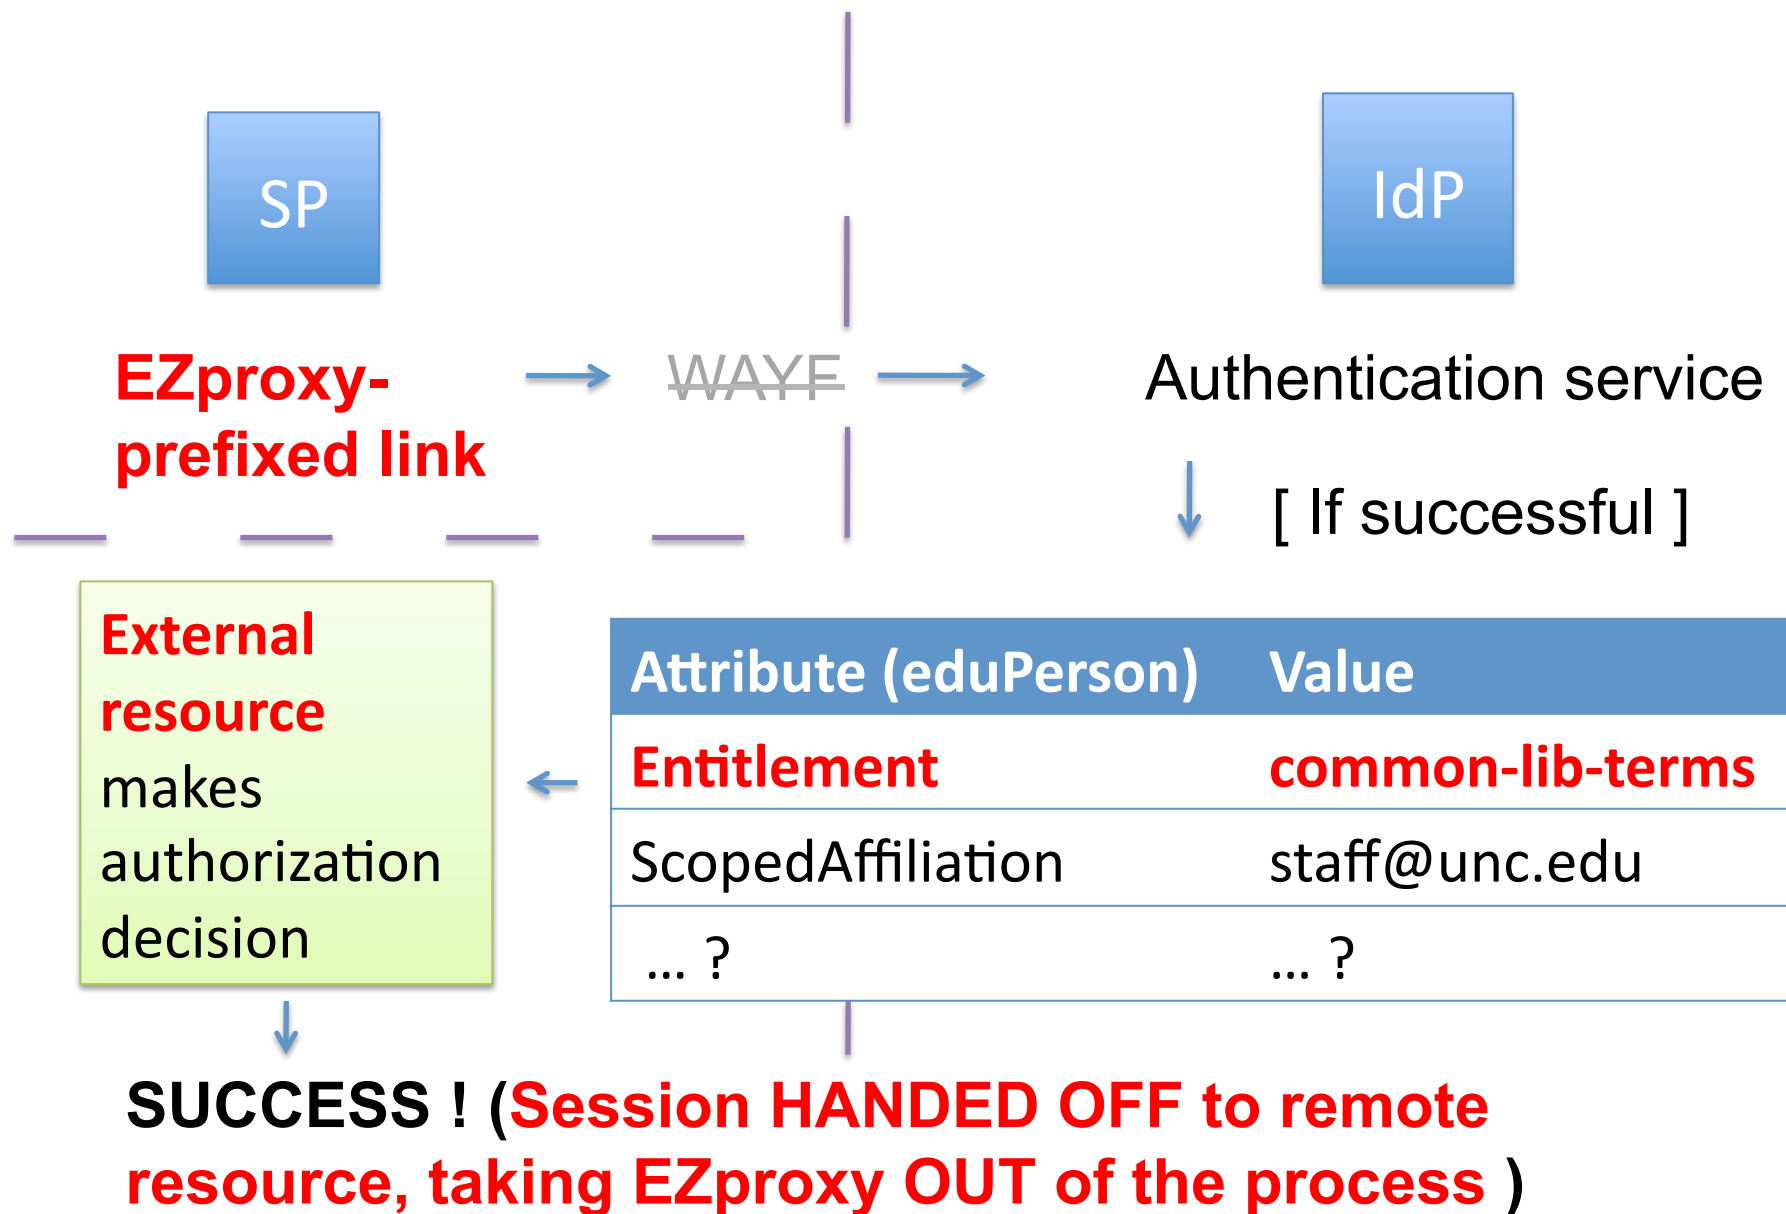 SP
IdP
EZproxy-
prefixed link
WAYF
Authentication service
[ If successful ]
External
resource
makes
authorization
decision
Attribute (eduPerson) Value
Entitlement common-lib-terms
ScopedAffiliation staff@unc.edu
... ? ... ?
SUCCESS ! (Session HANDED OFF to remote
resource, taking EZproxy OUT of the process )